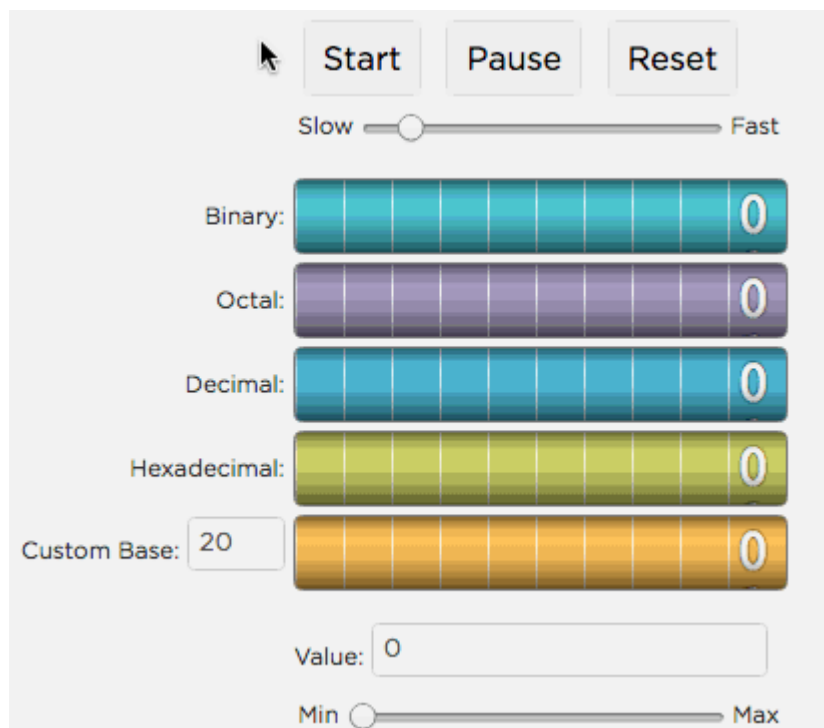 Start Pause Reset
Slow Fast
Binary: 0
Octal: 0
Decimal: 0
Hexadecimal: 0
Custom Base: 20 0
Value: 0
Min Max